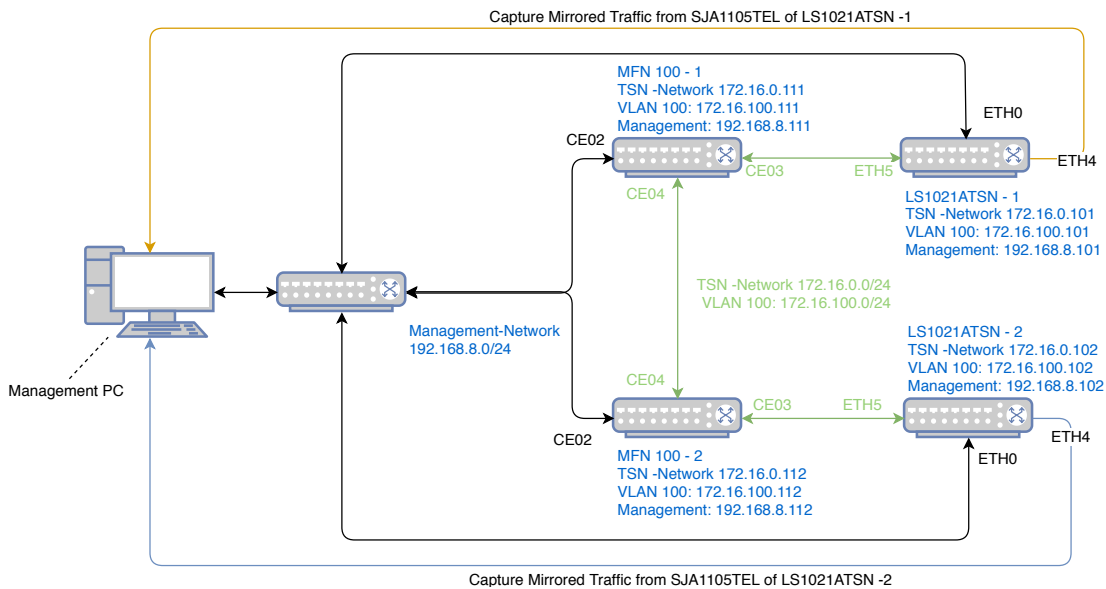 Capture Mirrored Traffic from SJA1105TEL of LS1021ATSN -1
MFN 100 - 1
TSN -Network 172.16.0.111
VLAN 100: 172.16.100.111
Management: 192.168.8.111
ETH0
CE02
CE03
ETH5
ETH4
CE04
LS1021ATSN - 1
TSN -Network 172.16.0.101
VLAN 100: 172.16.100.101
Management: 192.168.8.101
TSN -Network 172.16.0.0/24
VLAN 100: 172.16.100.0/24
Management-Network
192.168.8.0/24
Management PC
LS1021ATSN - 2
TSN -Network 172.16.0.102
VLAN 100: 172.16.100.102
Management: 192.168.8.102
CE04
CE03
ETH5
ETH4
CE02
ETH0
MFN 100 - 2
TSN -Network 172.16.0.112
VLAN 100: 172.16.100.112
Management: 192.168.8.112
Capture Mirrored Traffic from SJA1105TEL of LS1021ATSN -2